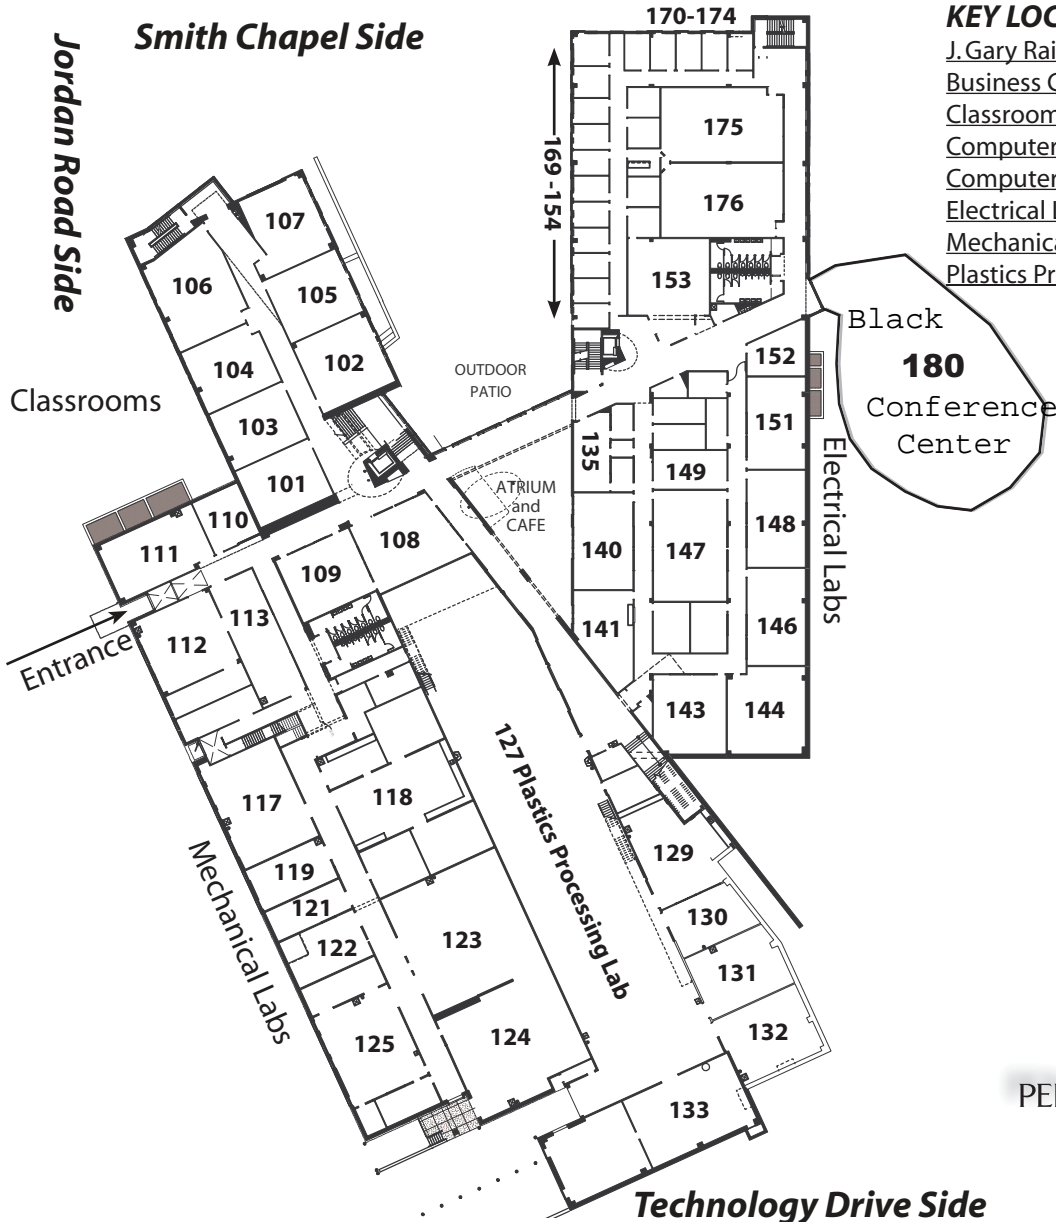 Smith Chapel Side
Jordan Road Side
170-174
KEY LOC
J. Gary Rai
Business C
Classroom
Computer
Computer
Electrical
Mechanica
Plastics Pr
169 -154
175
176
153
107
106
105
104
102
103
101
Classrooms
OUTDOOR
PATIO
152
151
Black
180
Conference
Center
135
149
ATRIUM
and
CAFE
Electrical Labs
110
111
108
109
140
147
148
113
112
141
146
Entrance
143
144
127 Plastics Processing Lab
117
118
119
121
122
Mechanical Labs
123
124
125
129
130
131
132
133
PE
Technology Drive Side